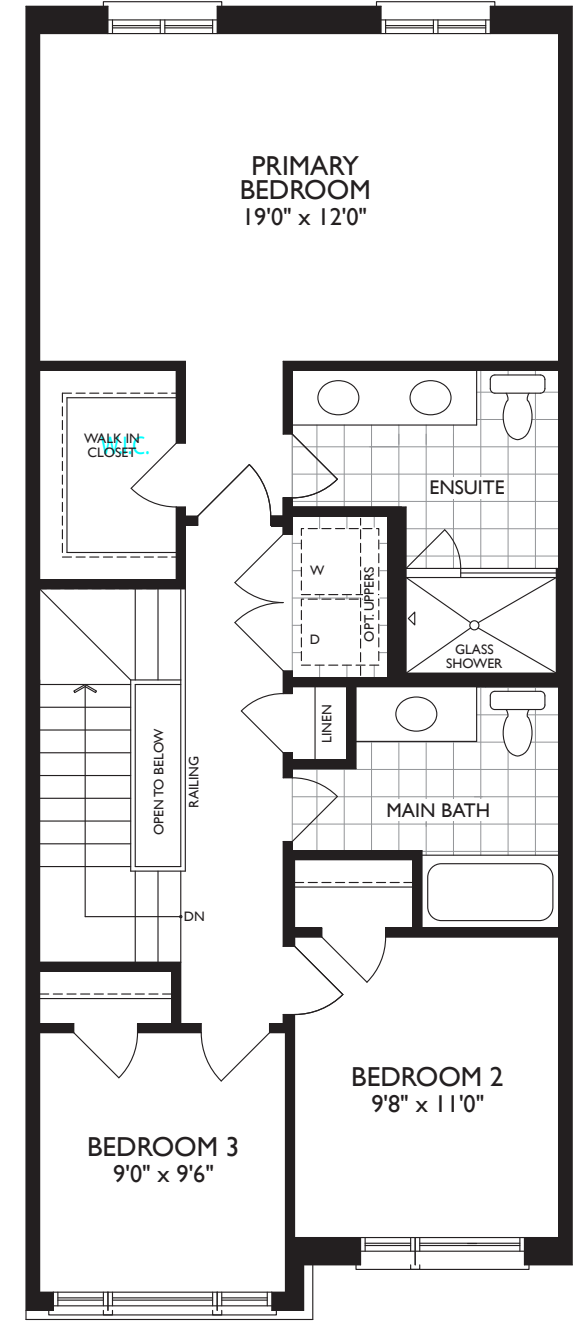 PRIMARY
BEDROOM
19'0" x 12'0"
WALK IN
CLOSET
W.I.C.
ENSUITE
W
D
OPT. UPPERS
GLASS
SHOWER
LINEN
OPEN TO BELOW
RAILING
MAIN BATH
DN
BEDROOM 2
9'8" x 11'0"
BEDROOM 3
9'0" x 9'6"